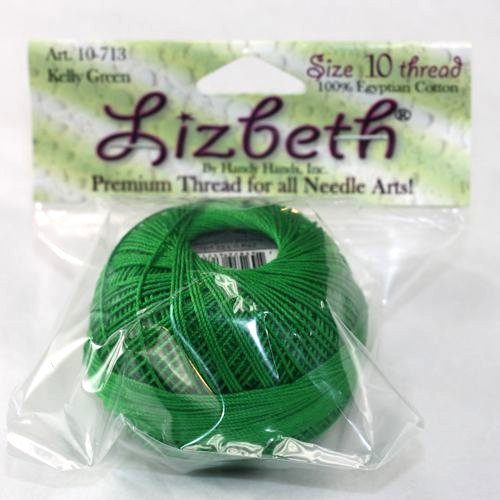 Art. 10-713
Kelly Green
Size 10 thread
100% Egyptian Cotton
Lizbeth®
By Handy Hands, Inc.
Premium Thread for all Needle Arts!